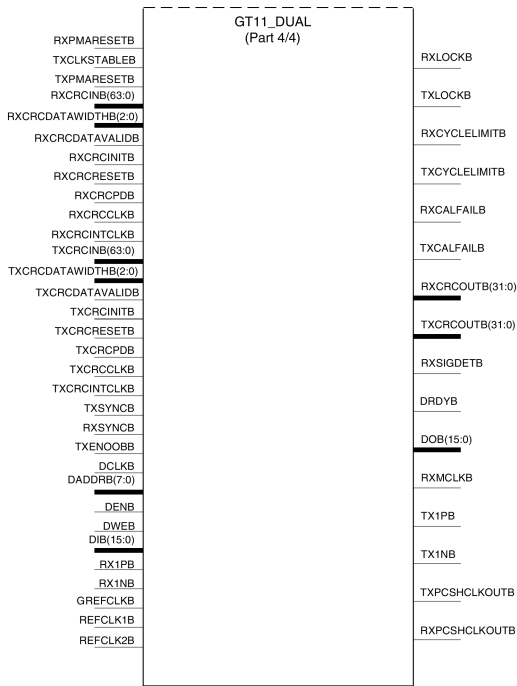 GT11_DUAL
(Part 4/4)
RXPMARESETB
TXCLKSTABLEB
TXPMARESETB
RXCRCINB(63:0)
RXCRCDATAWIDTHB(2:0)
RXCRCDATAVALIDB
RXCRCINITB
RXCRCRESETB
RXCRCPDB
RXCRCCLKB
RXCRCINTCLKB
TXCRCINB(63:0)
TXCRCDATAWIDTHB(2:0)
TXCRCDATAVALIDB
TXCRCINITB
TXCRCRESETB
TXCRCPDB
TXCRCCLKB
TXCRCINTCLKB
TXSYNCB
RXSYNCB
TXENOOBB
DCLKB
DADDRB(7:0)
DENB
DWEB
DIB(15:0)
RX1PB
RX1NB
GREFCLKB
REFCLK1B
REFCLK2B
RXLOCKB
TXLOCKB
RXCYCLELIMITB
TXCYCLELIMITB
RXCALFAILB
TXCALFAILB
RXCRCOUTB(31:0)
TXCRCOUTB(31:0)
RXSIGDETB
DRDYB
DOB(15:0)
RXMCLKB
TX1PB
TX1NB
TXPCSHCLKOUTB
RXPCSHCLKOUTB